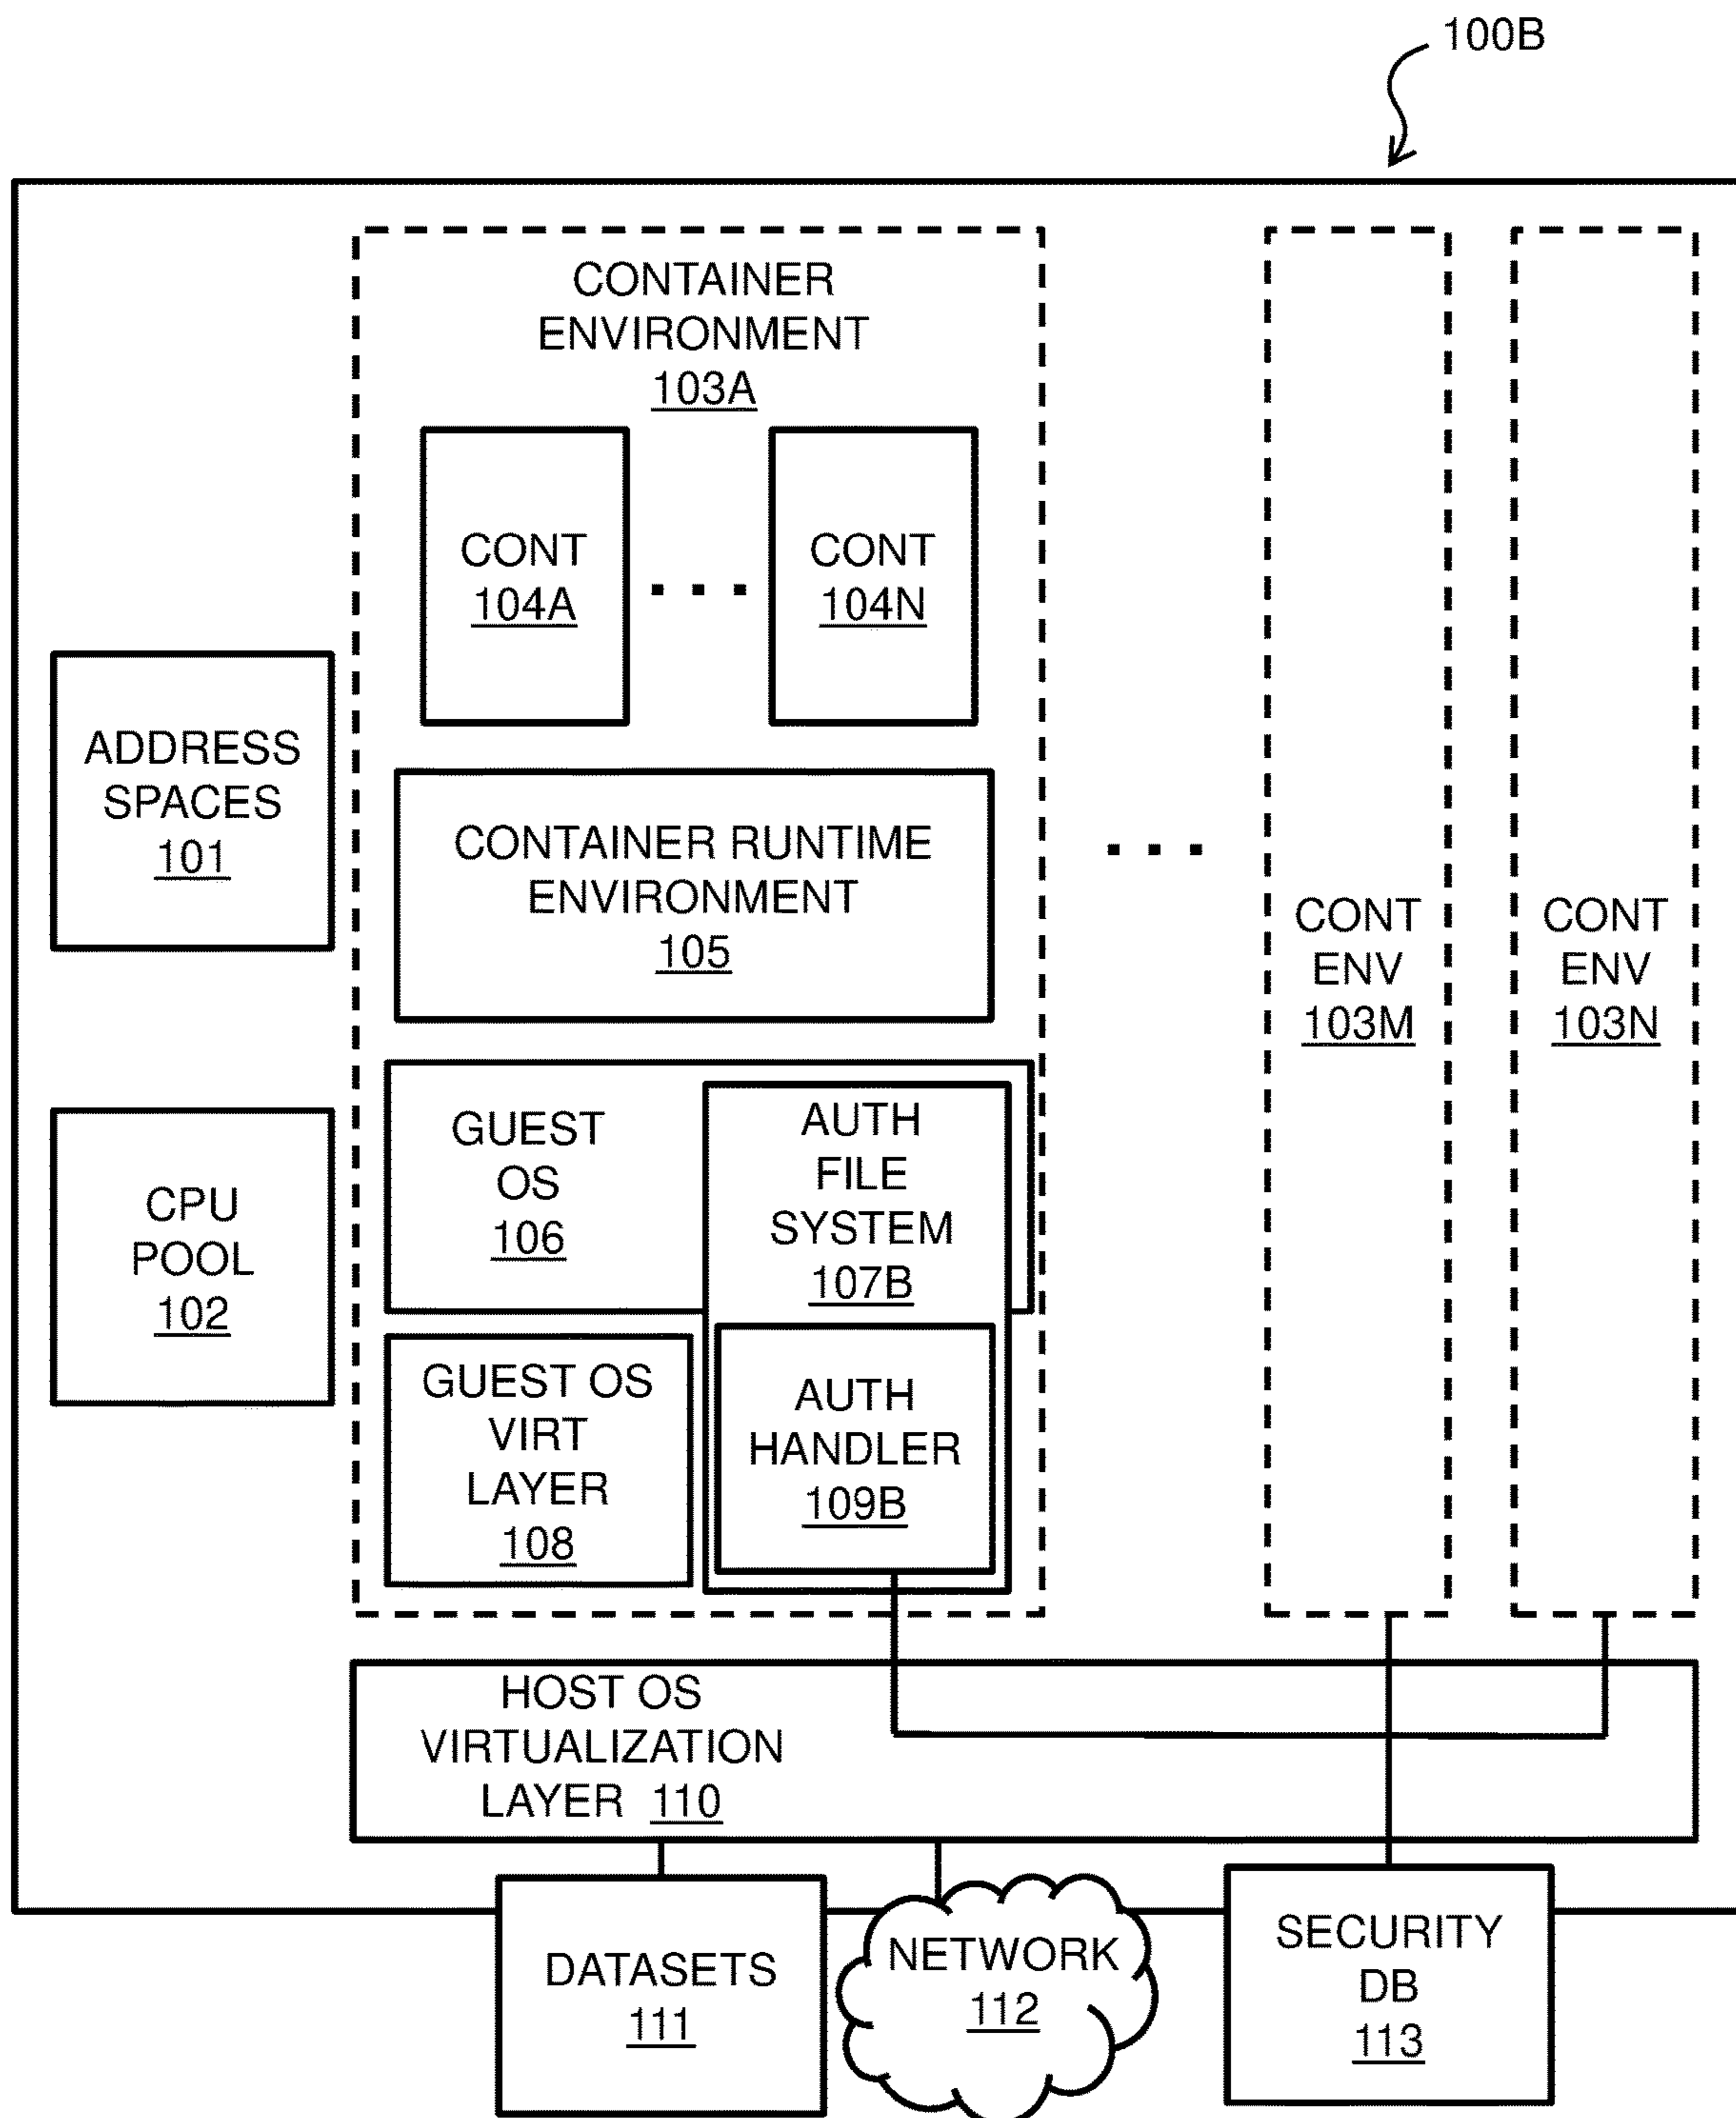 100B
CONTAINER
ENVIRONMENT
103A
CONT
104A
CONT
104N
ADDRESS
SPACES
101
CONTAINER RUNTIME
ENVIRONMENT
105
CONT
ENV
103M
CONT
ENV
103N
CPU
POOL
102
GUEST
OS
106
AUTH
FILE
SYSTEM
107B
GUEST OS
VIRT
LAYER
108
AUTH
HANDLER
109B
HOST OS
VIRTUALIZATION
LAYER 110
DATASETS
111
NETWORK
112
SECURITY
DB
113